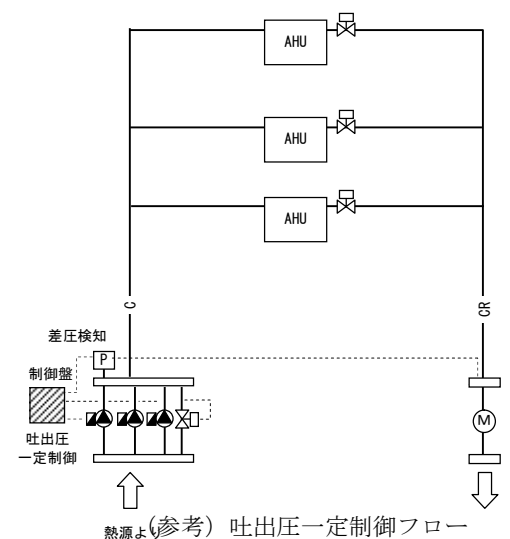 AHU
AHU
AHU
C
CR
差圧検知
P
制御盤
吐出圧
一定制御
M
熱源より
(参考) 吐出圧一定制御フロー